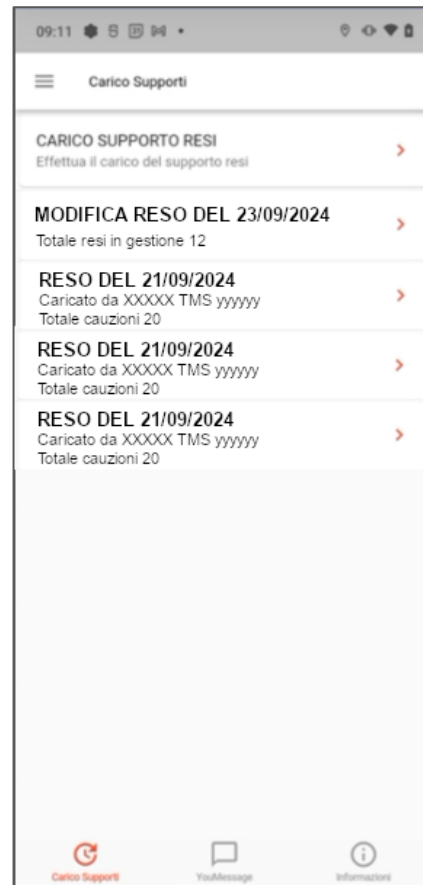 09:11
Carico Supporti
CARICO SUPPORTO RESI
Effettua il carico del supporto resi
MODIFICA RESO DEL 23/09/2024
Totale resi in gestione 12
RESO DEL 21/09/2024
Caricato da XXXXX TMS yyyyyy
Totale cauzioni 20
RESO DEL 21/09/2024
Caricato da XXXXX TMS yyyyyy
Totale cauzioni 20
RESO DEL 21/09/2024
Caricato da XXXXX TMS yyyyyy
Totale cauzioni 20
Carico Supporti YouMessage Informazioni